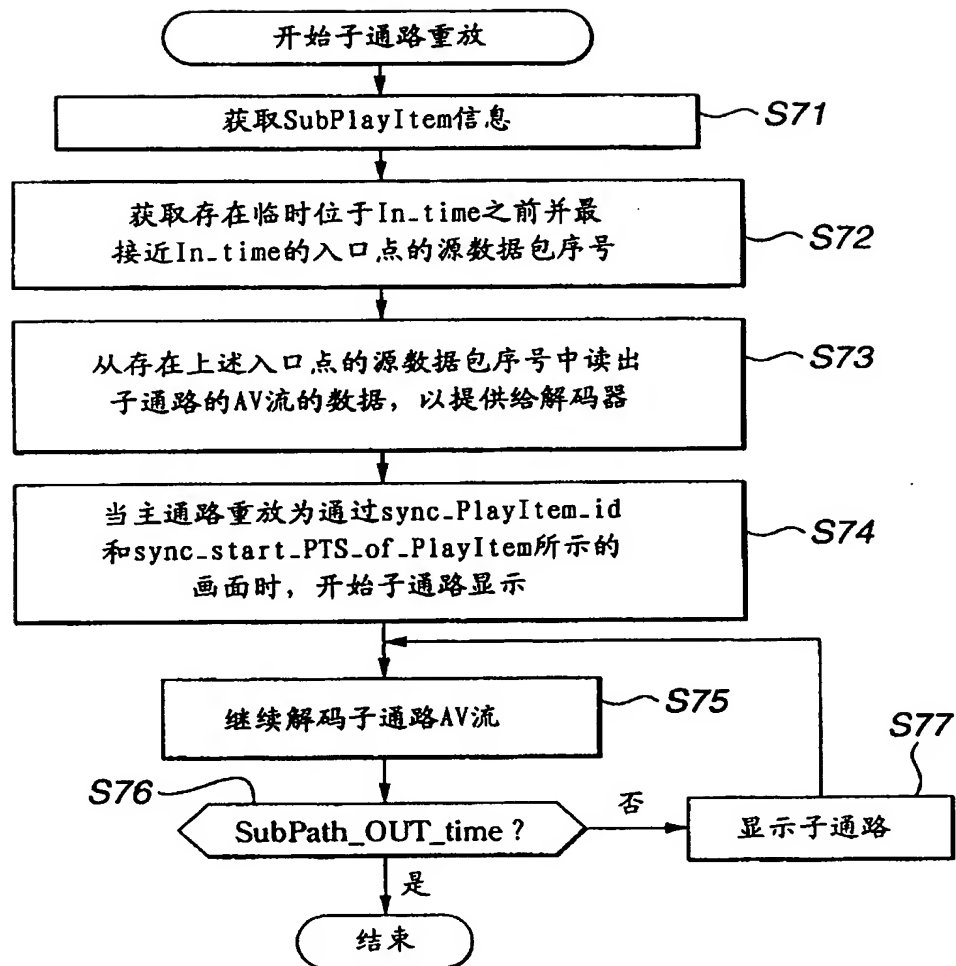 开始子通路重放
获取SubPlayItem信息
S71
获取存在临时位于In_time之前并最
接近In_time的入口点的源数据包序号
S72
从存在上述入口点的源数据包序号中读出
子通路的AV流的数据，以提供给解码器
S73
当主通路重放为通过sync_PlayItem_id
和sync_start_PTS_of_PlayItem所示的
画面时，开始子通路显示
S74
继续解码子通路AV流
S75
S76
SubPath_OUT_time？
否
S77
显示子通路
是
结束